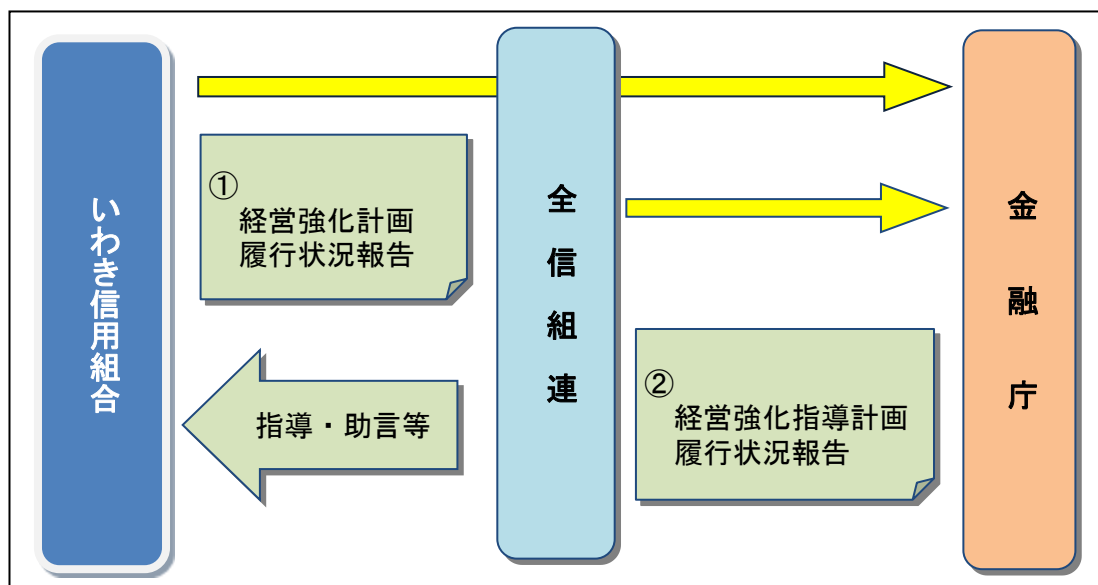 いわき信用組合
①
経営強化計画
履行状況報告
指導・助言等
全信組連
②
経営強化指導計画
履行状況報告
金融庁